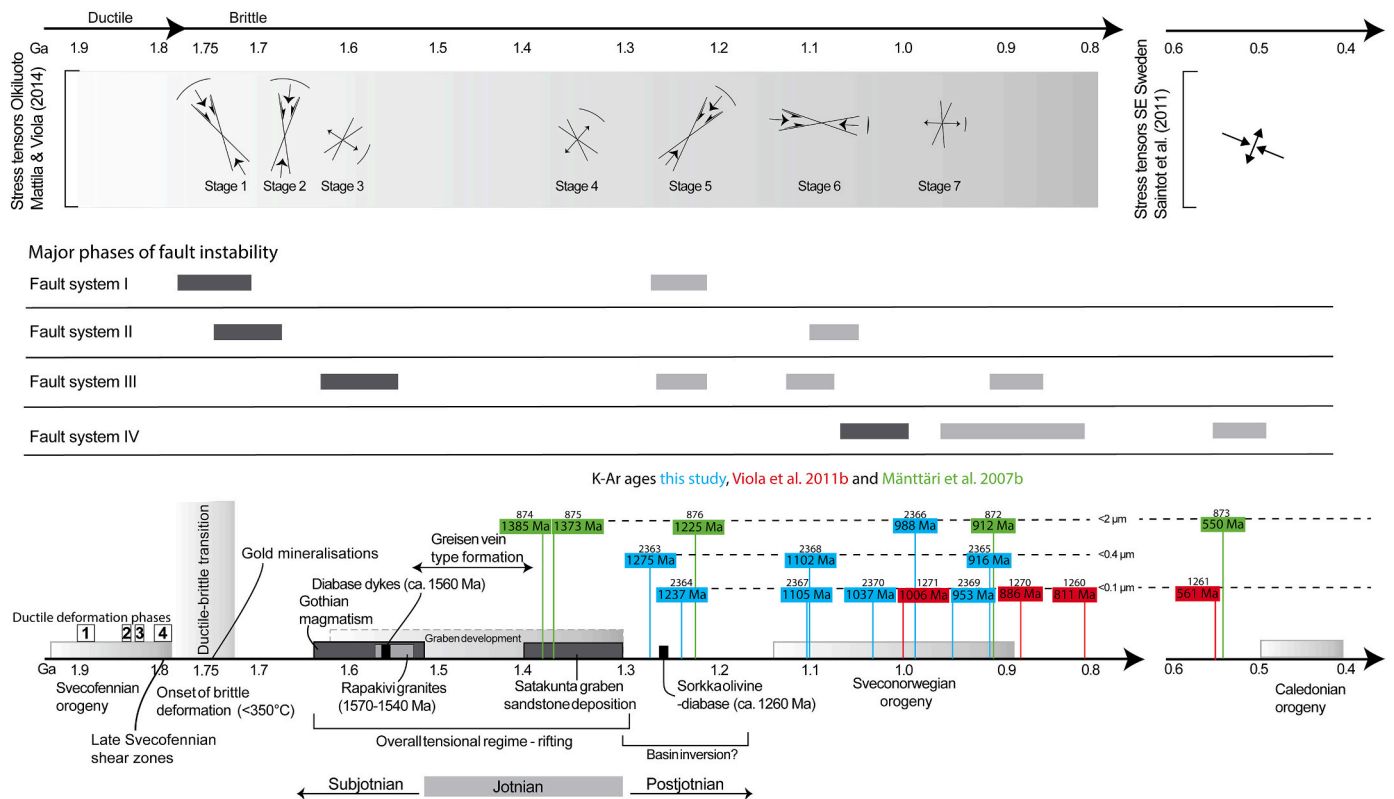 Ductile
Brittle
Ga
1.9
1.8
1.75
1.7
1.6
1.5
1.4
1.3
1.2
1.1
1.0
0.9
0.8
0.6
0.5
0.4
Stress tensors Olkiluoto
Mattila & Viola (2014)
Stage 1
Stage 2
Stage 3
Stage 4
Stage 5
Stage 6
Stage 7
Stress tensors SE Sweden
Saintot et al. (2011)
Major phases of fault instability
Fault system I
Fault system II
Fault system III
Fault system IV
K-Ar ages this study, Viola et al. 2011b and Mänttäri et al. 2007b
874
1385 Ma
875
1373 Ma
876
1225 Ma
2366
988 Ma
872
912 Ma
<2 µm
873
550 Ma
2363
1275 Ma
2368
1102 Ma
2365
916 Ma
<0.4 µm
2364
1237 Ma
2367
1105 Ma
2370
1037 Ma
1271
1006 Ma
2369
953 Ma
1270
886 Ma
1260
811 Ma
<0.1 µm
1261
561 Ma
Ductile-brittle transition
Gold mineralisations
Greisen vein
type formation
Diabase dykes (ca. 1560 Ma)
Gothian
magmatism
Graben development
Ductile deformation phases
1
2
3
4
Ga
1.9
1.8
1.75
1.7
1.6
1.5
1.4
1.3
1.2
1.1
1.0
0.9
0.8
0.6
0.5
0.4
Svecofennian
orogeny
Onset of brittle
deformation (<350°C)
Late Svecofennian
shear zones
Rapakivi granites
(1570-1540 Ma)
Satakunta graben
sandstone deposition
Sorkka olivine
-diabase (ca. 1260 Ma)
Sveconorwegian
orogeny
Caledonian
orogeny
Overall tensional regime - rifting
Basin inversion?
Subjotnian
Jotnian
Postjotnian